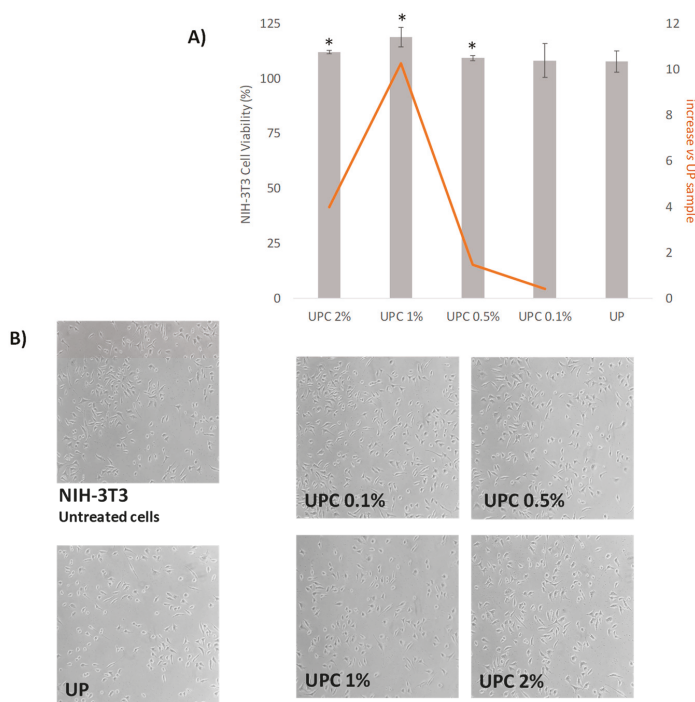 A)
125
100
75
50
25
0
NIH-3T3 Cell Viability (%)
*
*
*
12
10
8
6
4
2
0
increase vs UP sample
UPC 2%
UPC 1%
UPC 0.5%
UPC 0.1%
UP
B)
NIH-3T3
Untreated cells
UPC 0.1%
UPC 0.5%
UP
UPC 1%
UPC 2%